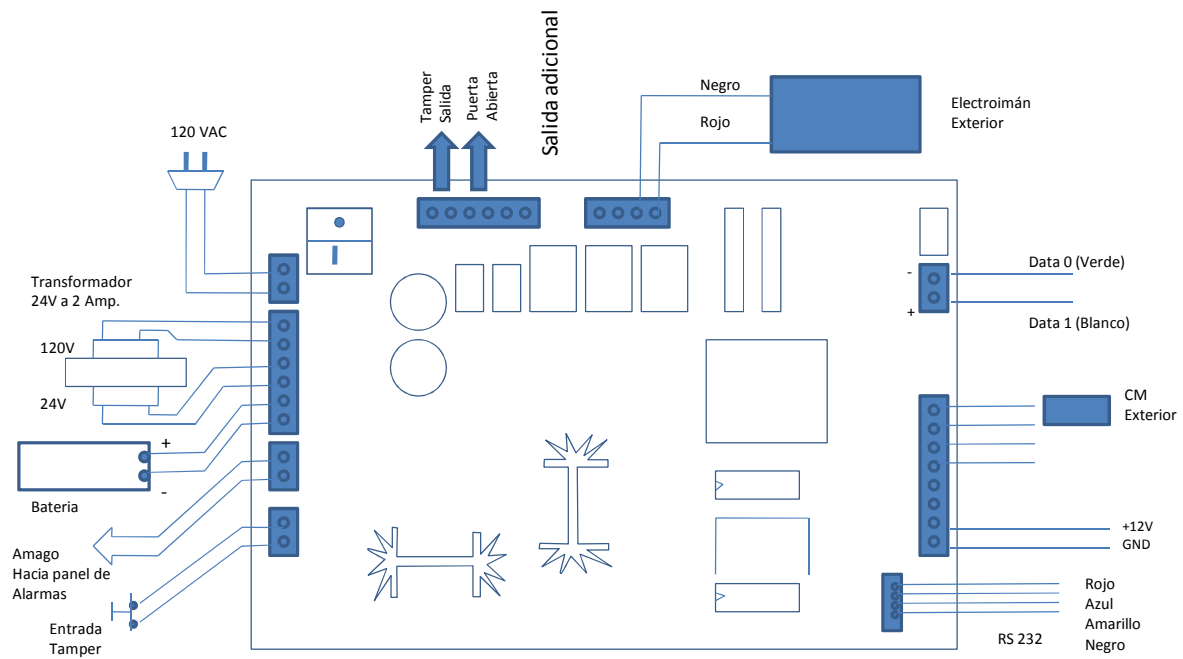 Tamper
Salida
Puerta
Abierta
Salida adicional
Negro
Rojo
Electroimán
Exterior
120 VAC
Transformador
24V a 2 Amp.
120V
24V
+
-
Bateria
Amago
Hacia panel de
Alarmas
Entrada
Tamper
-
+
Data 0 (Verde)
Data 1 (Blanco)
CM
Exterior
+12V
GND
Rojo
Azul
Amarillo
Negro
RS 232